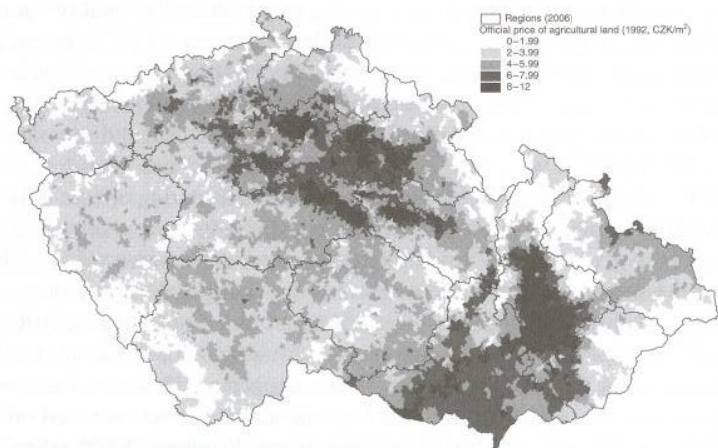 Regions (2006)
Official price of agricultural land (1992, CZK/m²)
0–1.99
2–3.99
4–5.99
6–7.99
8–12